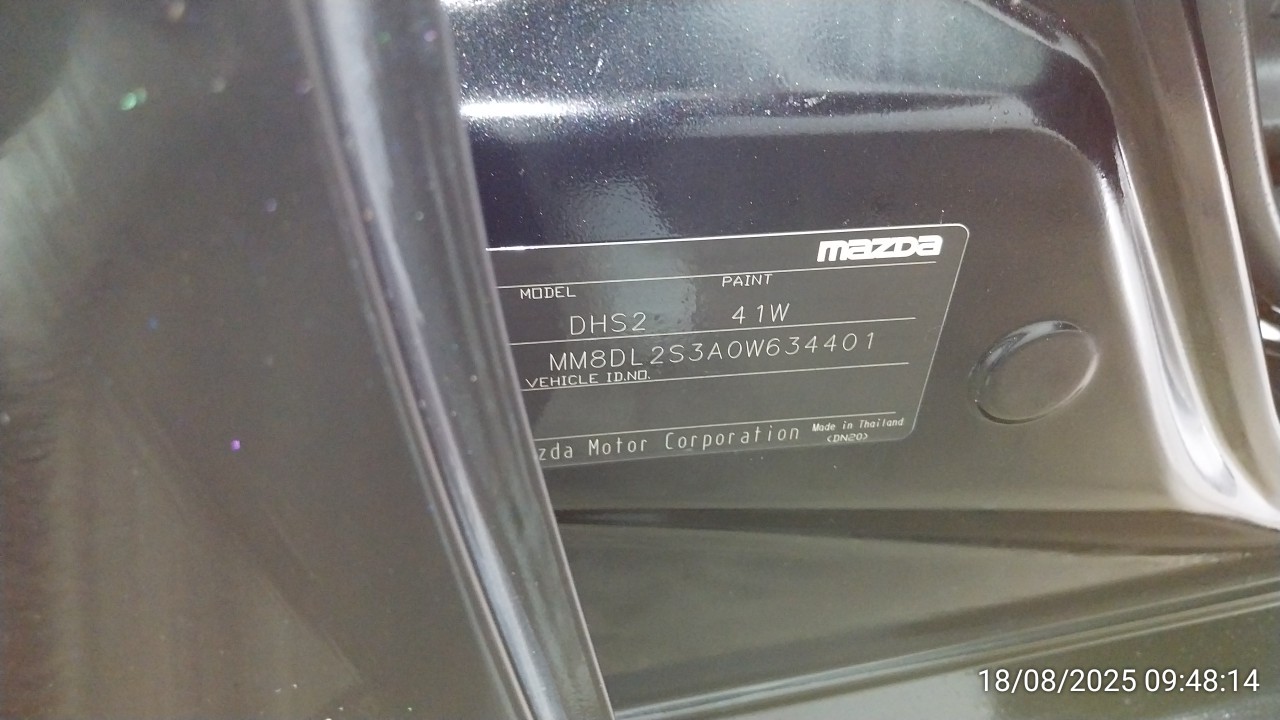 mazda
MODEL PAINT
DHS2 41W
MM8DL2S3A0W634401
VEHICLE ID.NO.
zda Motor Corporation Made in Thailand
<DN20>
18/08/2025 09:48:14